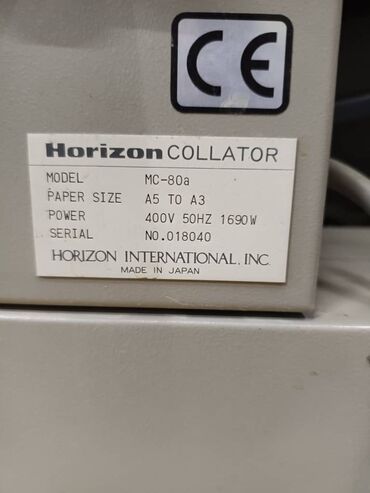 CE
Horizon COLLATOR
MODEL MC-80a
PAPER SIZE A5 TO A3
POWER 400V 50HZ 1690W
SERIAL NO.018040
HORIZON INTERNATIONAL, INC.
MADE IN JAPAN